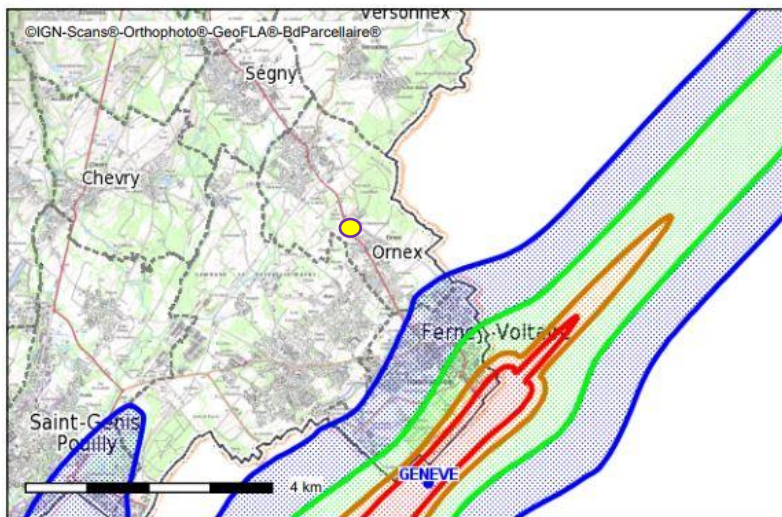 Versonnex
©IGN-Scans®-Orthophoto®-GeoFLA®-BdParcellaire®
Ségny
Chevry
Ornex
Ferney-Voltaire
Saint-Genis
Pouilly
GENEVE
4 km